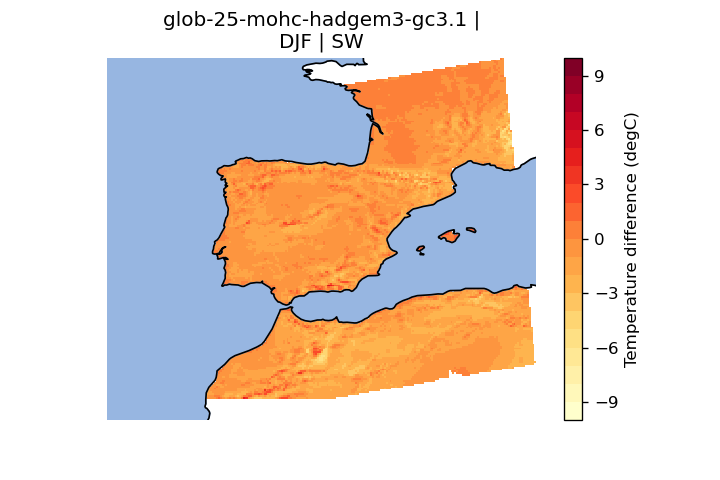 glob-25-mohc-hadgem3-gc3.1 |
DJF | SW
9
6
3
0
−3
−6
−9
Temperature difference (degC)